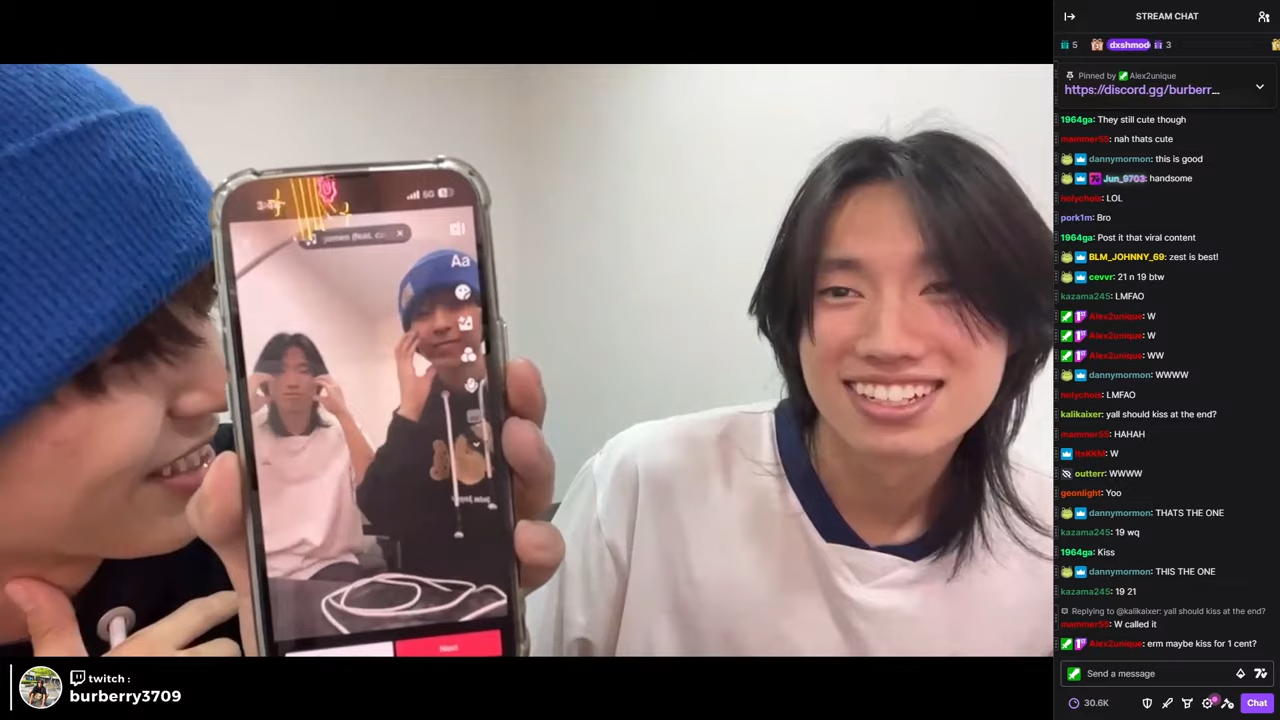 5G
Aa
Next
twitch :
burberry3709
STREAM CHAT
5
dxshmod
3
Pinned by Alex2unique
https://discord.gg/burberr...
1964ga: They still cute though
mammer55: nah thats cute
dannymormon: this is good
Jun_9703: handsome
holychois: LOL
pork1m: Bro
1964ga: Post it that viral content
BLM_JOHNNY_69: zest is best!
cevvr: 21 n 19 btw
kazama245: LMFAO
Alex2unique: W
Alex2unique: W
Alex2unique: WW
dannymormon: WWWW
holychois: LMFAO
kalikaixer: yall should kiss at the end?
mammer55: HAHAH
ItsKKM: W
outterr: WWWW
geonlight: Yoo
dannymormon: THATS THE ONE
kazama245: 19 wq
1964ga: Kiss
dannymormon: THIS THE ONE
kazama245: 19 21
Replying to @kalikaixer: yall should kiss at the end?
mammer55: W called it
Alex2unique: erm maybe kiss for 1 cent?
Send a message
30.6K
Chat